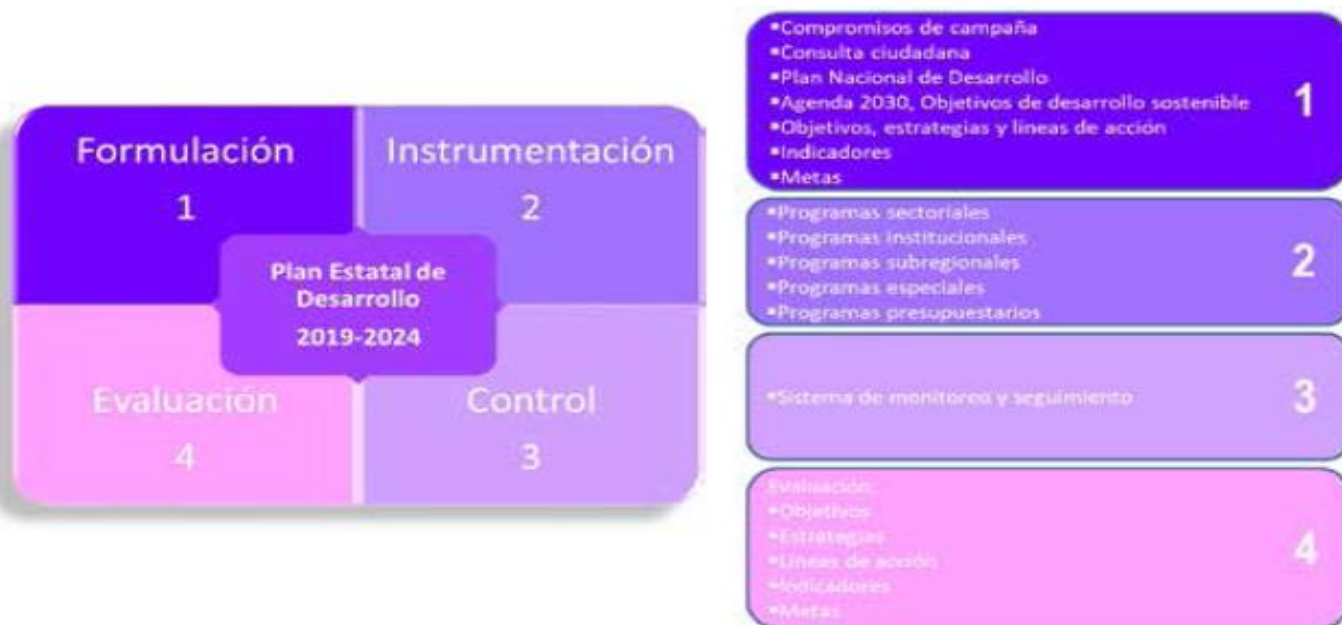 Formulación
1
Instrumentación
2
Plan Estatal de
Desarrollo
2019-2024
Evaluación
4
Control
3
▪Compromisos de campaña
▪Consulta ciudadana
▪Plan Nacional de Desarrollo
▪Agenda 2030, Objetivos de desarrollo sostenible
▪Objetivos, estrategias y líneas de acción
▪Indicadores
▪Metas
1
▪Programas sectoriales
▪Programas institucionales
▪Programas subregionales
▪Programas especiales
▪Programas presupuestarios
2
▪Sistema de monitoreo y seguimiento
3
Evaluación
▪Objetivos
▪Estrategias
▪Líneas de acción
▪Indicadores
▪Metas
4